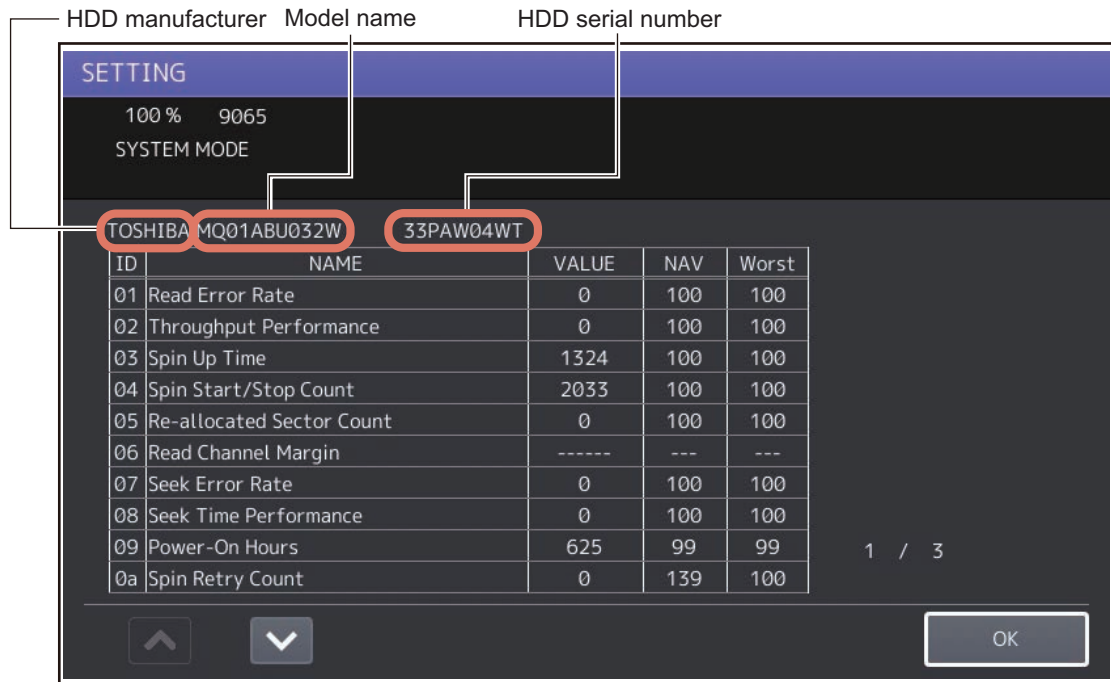 HDD manufacturer Model name HDD serial number
SETTING
100 % 9065
SYSTEM MODE
TOSHIBA MQ01ABU032W 33PAW04WT
ID NAME VALUE NAV Worst
01 Read Error Rate 0 100 100
02 Throughput Performance 0 100 100
03 Spin Up Time 1324 100 100
04 Spin Start/Stop Count 2033 100 100
05 Re-allocated Sector Count 0 100 100
06 Read Channel Margin ------ --- ---
07 Seek Error Rate 0 100 100
08 Seek Time Performance 0 100 100
09 Power-On Hours 625 99 99
0a Spin Retry Count 0 139 100
1 / 3
OK